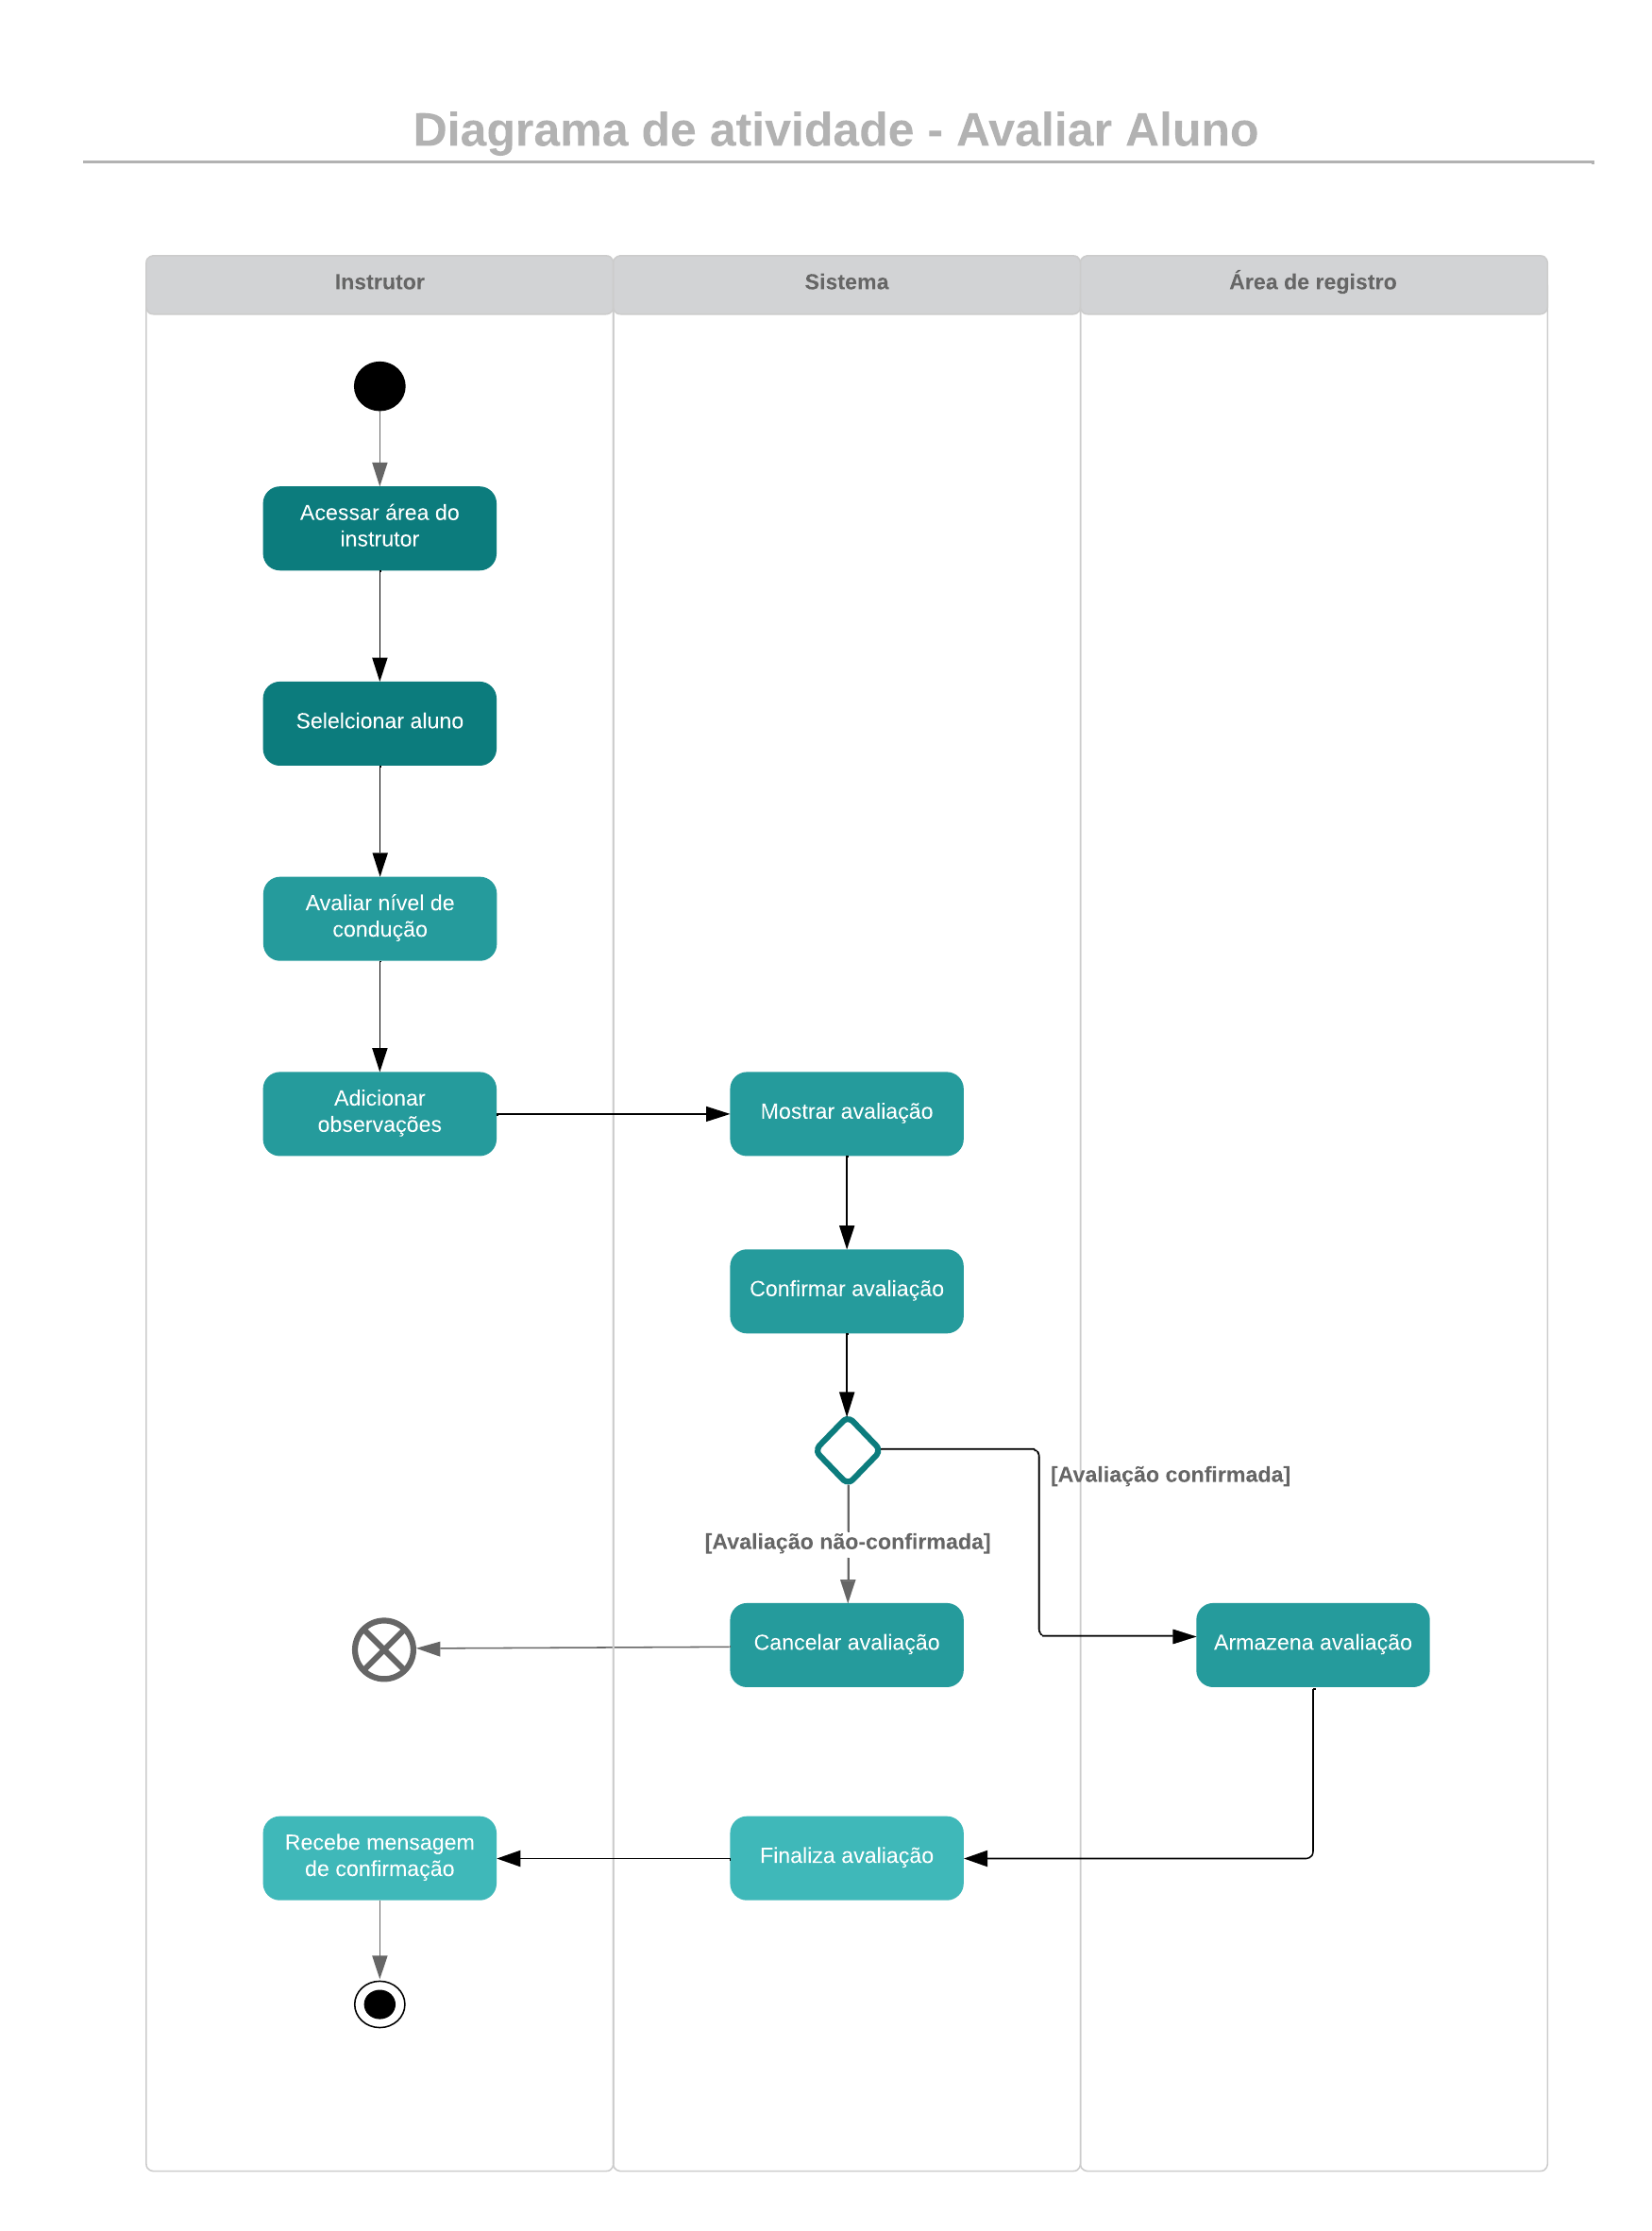 Diagrama de atividade - Avaliar Aluno
Instrutor
Sistema
Área de registro
Acessar área do
instrutor
Selelcionar aluno
Avaliar nível de
condução
Adicionar
observações
Mostrar avaliação
Confirmar avaliação
[Avaliação confirmada]
[Avaliação não-confirmada]
Cancelar avaliação
Armazena avaliação
Recebe mensagem
de confirmação
Finaliza avaliação